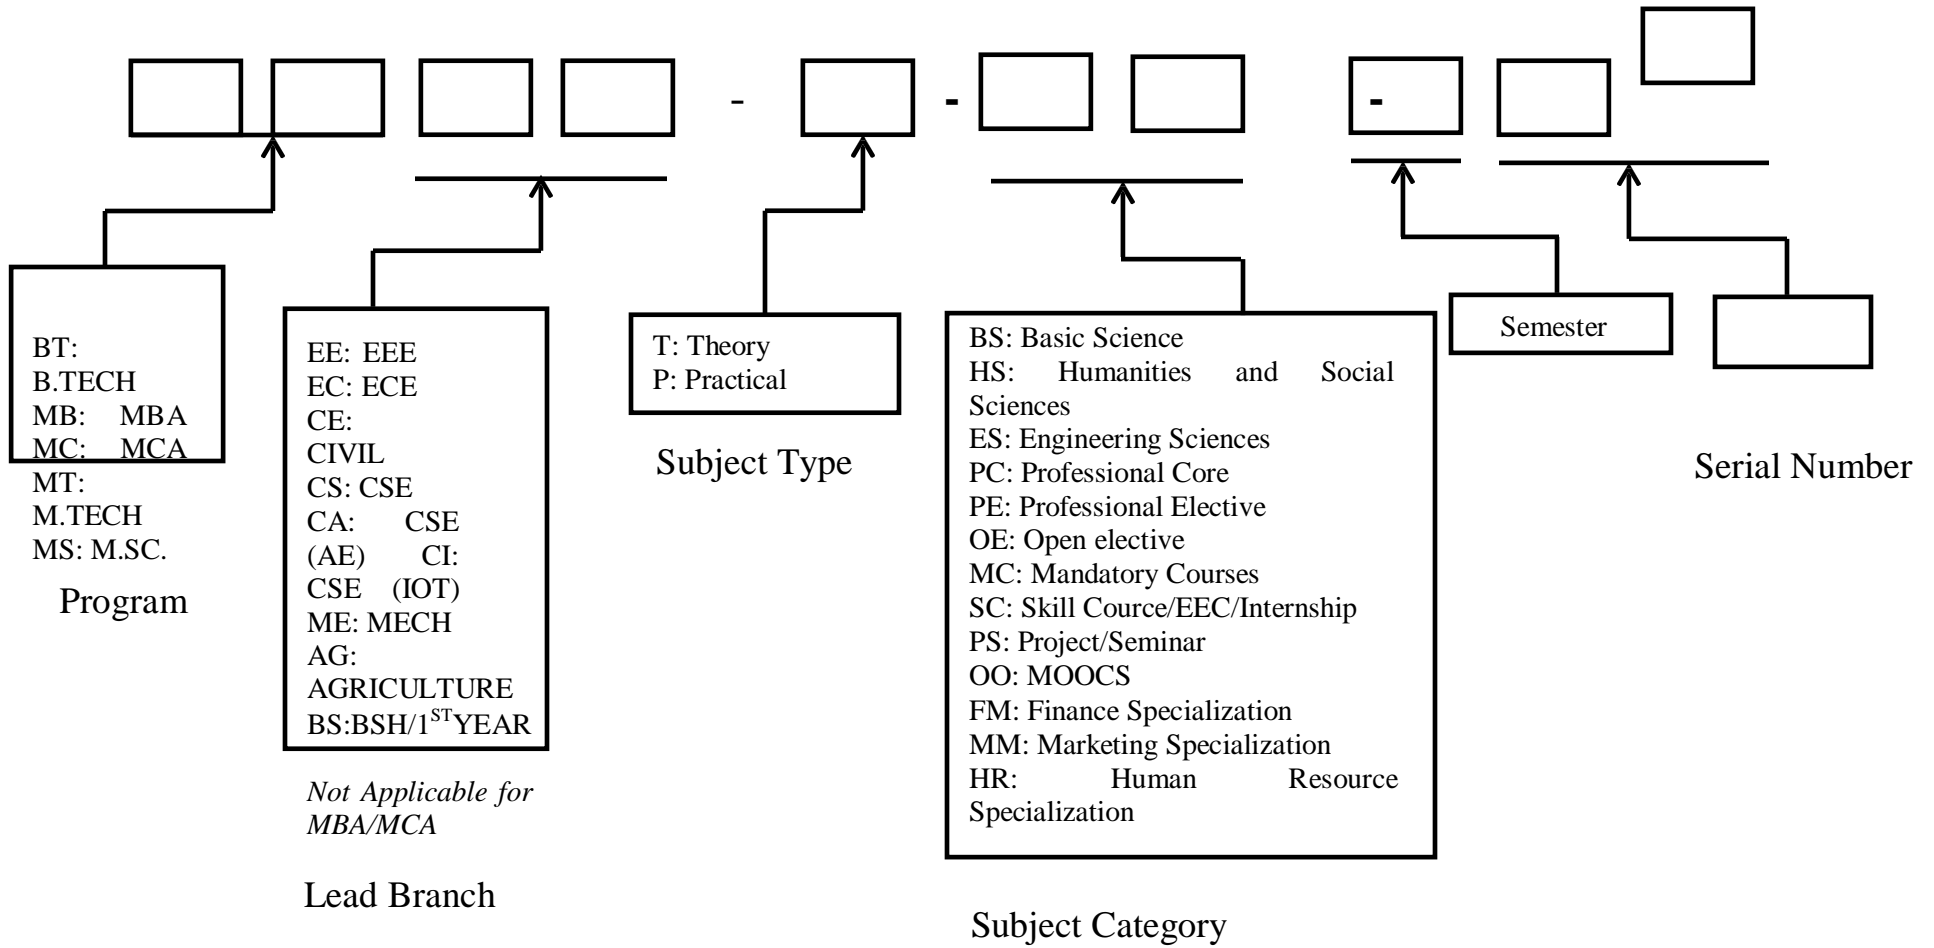 -
-
-
BT:
B.TECH
MB: MBA
MC: MCA
MT:
M.TECH
MS: M.SC.
Program
EE: EEE
EC: ECE
CE:
CIVIL
CS: CSE
CA: CSE
(AE) CI:
CSE (IOT)
ME: MECH
AG:
AGRICULTURE
BS:BSH/1STYEAR
Not Applicable for
MBA/MCA
Lead Branch
T: Theory
P: Practical
Subject Type
BS: Basic Science
HS: Humanities and Social
Sciences
ES: Engineering Sciences
PC: Professional Core
PE: Professional Elective
OE: Open elective
MC: Mandatory Courses
SC: Skill Cource/EEC/Internship
PS: Project/Seminar
OO: MOOCS
FM: Finance Specialization
MM: Marketing Specialization
HR: Human Resource
Specialization
Subject Category
Semester
Serial Number